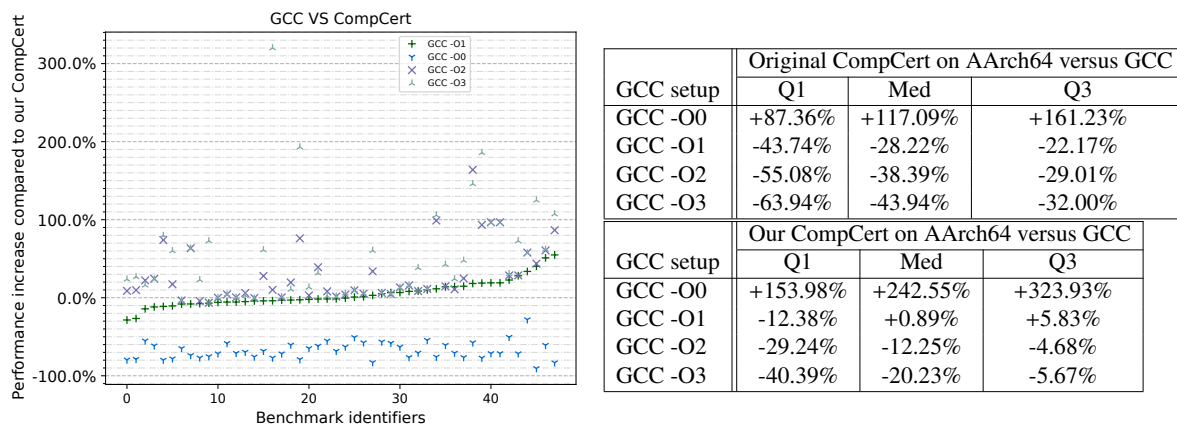 GCC VS CompCert
Performance increase compared to our CompCert
300.0%
200.0%
100.0%
0.0%
-100.0%
0
10
20
30
40
Benchmark identifiers
GCC -O1
GCC -O0
GCC -O2
GCC -O3
Original CompCert on AArch64 versus GCC
GCC setup Q1 Med Q3
GCC -O0 +87.36% +117.09% +161.23%
GCC -O1 -43.74% -28.22% -22.17%
GCC -O2 -55.08% -38.39% -29.01%
GCC -O3 -63.94% -43.94% -32.00%
Our CompCert on AArch64 versus GCC
GCC setup Q1 Med Q3
GCC -O0 +153.98% +242.55% +323.93%
GCC -O1 -12.38% +0.89% +5.83%
GCC -O2 -29.24% -12.25% -4.68%
GCC -O3 -40.39% -20.23% -5.67%